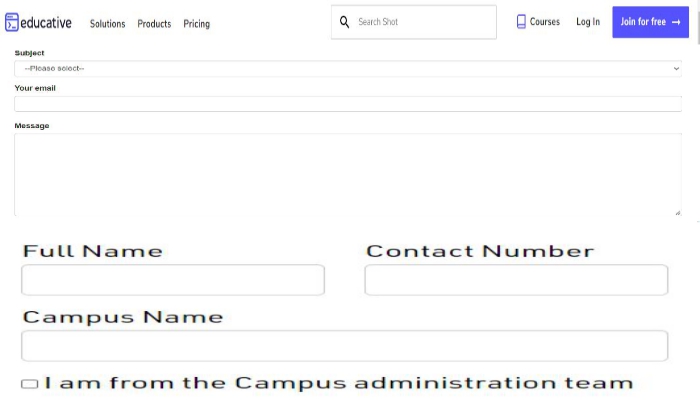 educative Solutions Products Pricing Search Shot Courses Log In Join for free →
Subject
--Please select--
Your email
Message
Full Name Contact Number
Campus Name
I am from the Campus administration team